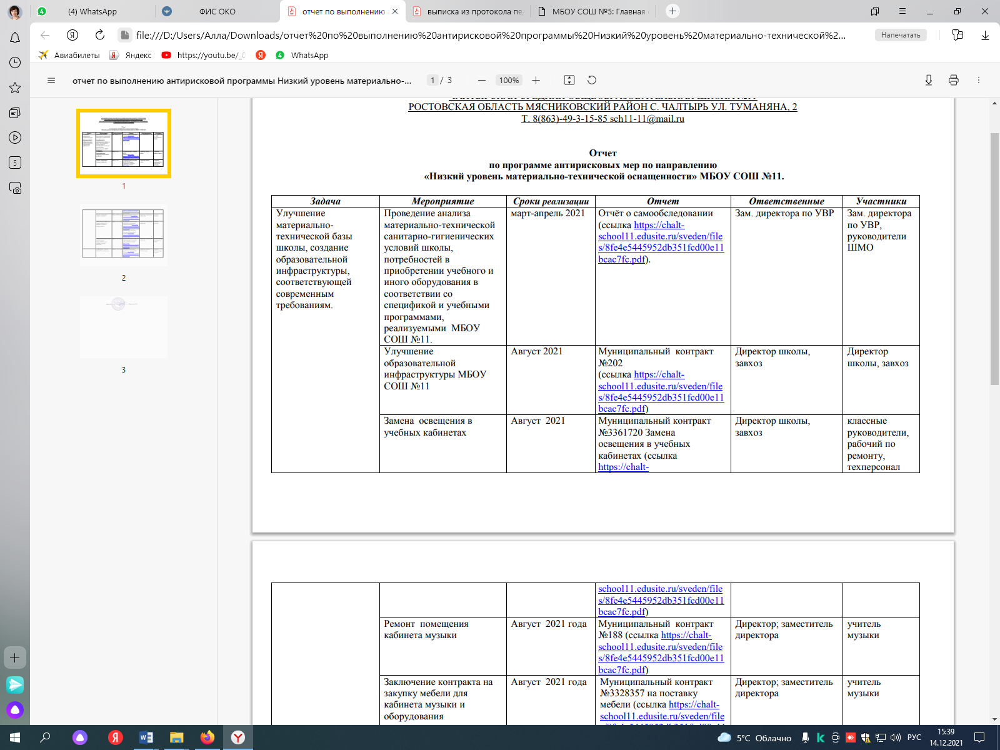 (4) WhatsApp
ФИС ОКО
отчет по выполнению
выписка из протокола пе
МБОУ СОШ №5: Главная
file:///D:/Users/Алла/Downloads/отчет%20по%20выполнению%20антирисковой%20программы%20Низкий%20уровень%20материально-технической%2...
Напечатать
Авиабилеты
Яндекс
https://youtu.be/_
WhatsApp
отчет по выполнению антирисковой программы Низкий уровень материально-...
1 / 3
100%
5
1
2
3
РОСТОВСКАЯ ОБЛАСТЬ МЯСНИКОВСКИЙ РАЙОН С. ЧАЛТЫРЬ УЛ. ТУМАНЯНА, 2
Т. 8(863)-49-3-15-85 sch11-11@mail.ru
Отчет
по программе антирисковых мер по направлению
«Низкий уровень материально-технической оснащенности» МБОУ СОШ №11.
Задача
Мероприятие
Сроки реализации
Отчет
Ответственные
Участники
Улучшение
материально-
технической базы
школы, создание
образовательной
инфраструктуры,
соответствующей
современным
требованиям.
Проведение анализа
материально-технической
санитарно-гигиенических
условий школы,
потребностей в
приобретении учебного и
иного оборудования в
соответствии со
спецификой и учебными
программами,
реализуемыми  МБОУ
СОШ №11.
март-апрель 2021
Отчёт о самообследовании
(ссылка https://chalt-
school11.edusite.ru/sveden/file
s/8fe4e5445952db351fcd00e11
bcac7fc.pdf).
Зам. директора по УВР
Зам. директора
по УВР,
руководители
ШМО
Улучшение
образовательной
инфраструктуры МБОУ
СОШ №11
Август 2021
Муниципальный  контракт
№202
(ссылка https://chalt-
school11.edusite.ru/sveden/file
s/8fe4e5445952db351fcd00e11
bcac7fc.pdf)
Директор школы,
завхоз
Директор
школы, завхоз
Замена  освещения в
учебных кабинетах
Август  2021
Муниципальный контракт
№3361720 Замена
освещения в учебных
кабинетах (ссылка
https://chalt-
Директор школы,
завхоз
классные
руководители,
рабочий по
ремонту,
техперсонал
school11.edusite.ru/sveden/file
s/8fe4e5445952db351fcd00e11
bcac7fc.pdf)
Ремонт  помещения
кабинета музыки
Август  2021 года
Муниципальный  контракт
№188 (ссылка https://chalt-
school11.edusite.ru/sveden/file
s/8fe4e5445952db351fcd00e11
bcac7fc.pdf)
Директор; заместитель
директора
учитель
музыки
Заключение контракта на
закупку мебели для
кабинета музыки и
оборудования
Август  2021 года
Муниципальный контракт
№3328357 на поставку
мебели (ссылка https://chalt-
school11.edusite.ru/sveden/file
Директор; заместитель
директора
учитель
музыки
5°C  Облачно
РУС
15:39
14.12.2021